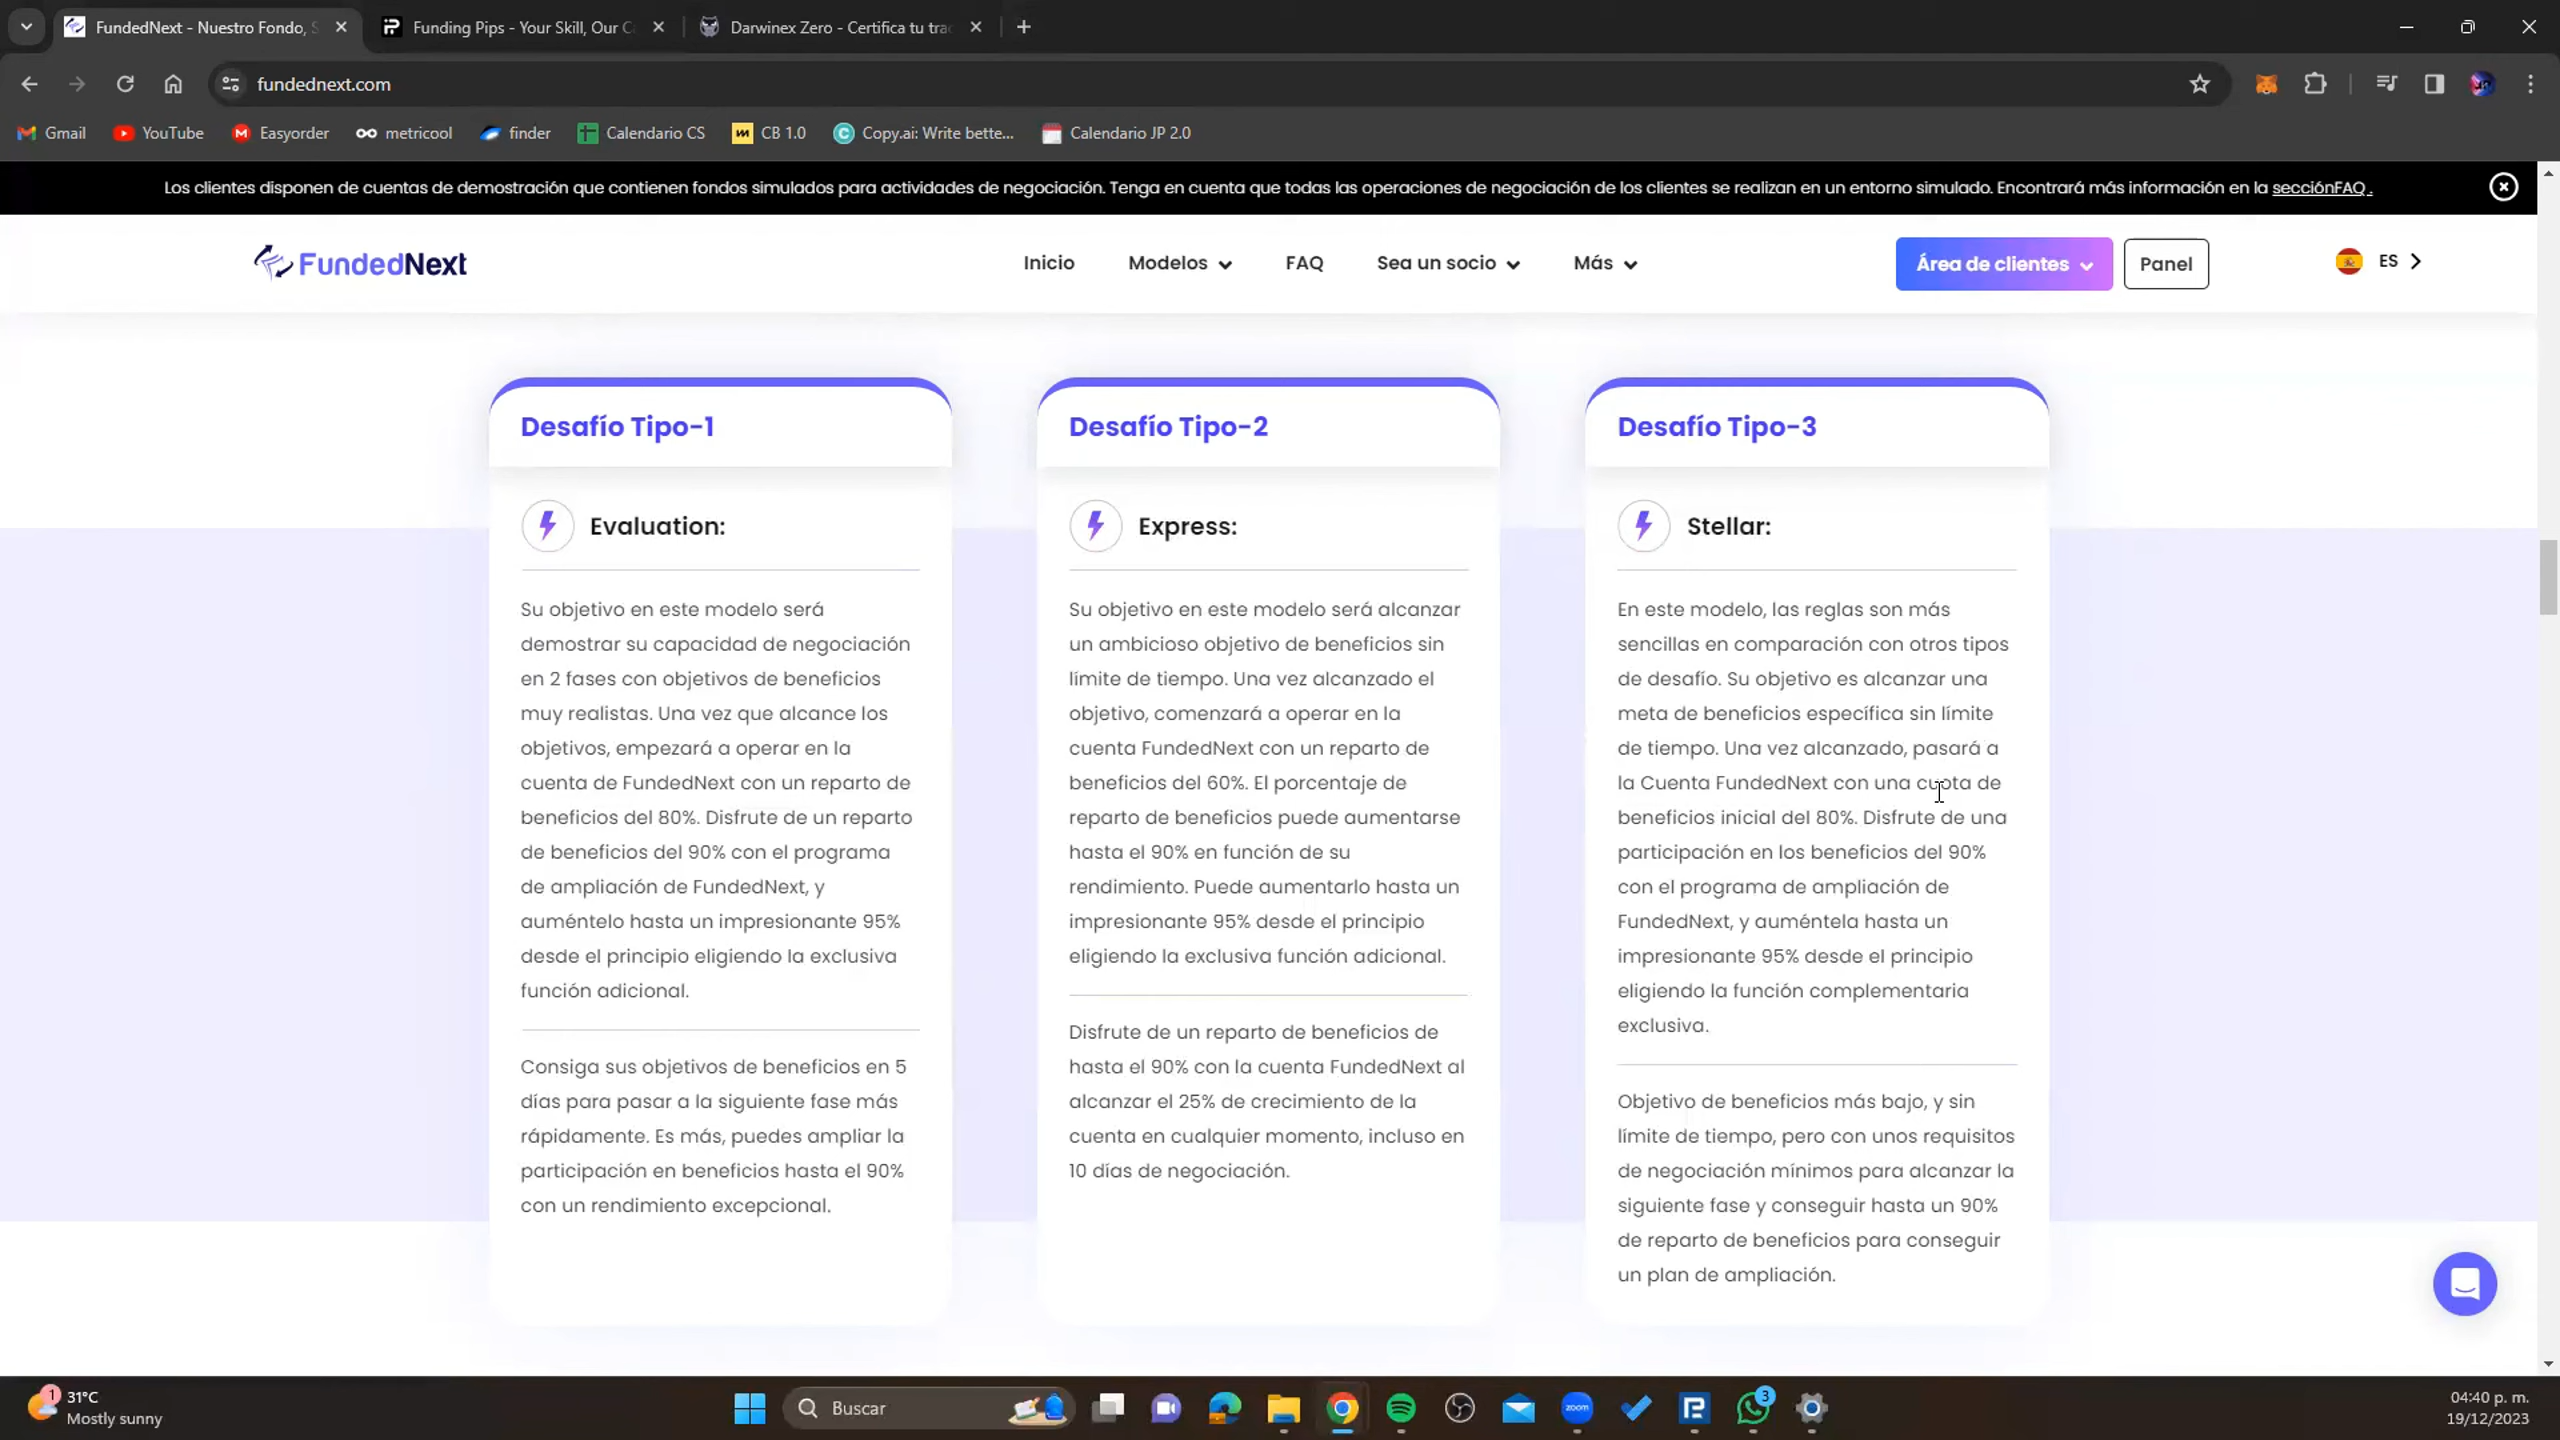 FundedNext - Nuestro Fondo, S
Funding Pips - Your Skill, Our C
Darwinex Zero - Certifica tu tra
fundednext.com
Gmail
YouTube
Easyorder
metricool
finder
Calendario CS
CB 1.0
Copy.ai: Write bette...
Calendario JP 2.0
Los clientes disponen de cuentas de demostración que contienen fondos simulados para actividades de negociación. Tenga en cuenta que todas las operaciones de negociación de los clientes se realizan en un entorno simulado. Encontrará más información en la secciónFAQ .
FundedNext
Inicio
Modelos
FAQ
Sea un socio
Más
Área de clientes
Panel
ES
Desafío Tipo-1
Evaluation:
Su objetivo en este modelo será
demostrar su capacidad de negociación
en 2 fases con objetivos de beneficios
muy realistas. Una vez que alcance los
objetivos, empezará a operar en la
cuenta de FundedNext con un reparto de
beneficios del 80%. Disfrute de un reparto
de beneficios del 90% con el programa
de ampliación de FundedNext, y
auméntelo hasta un impresionante 95%
desde el principio eligiendo la exclusiva
función adicional.
Consiga sus objetivos de beneficios en 5
días para pasar a la siguiente fase más
rápidamente. Es más, puedes ampliar la
participación en beneficios hasta el 90%
con un rendimiento excepcional.
Desafío Tipo-2
Express:
Su objetivo en este modelo será alcanzar
un ambicioso objetivo de beneficios sin
límite de tiempo. Una vez alcanzado el
objetivo, comenzará a operar en la
cuenta FundedNext con un reparto de
beneficios del 60%. El porcentaje de
reparto de beneficios puede aumentarse
hasta el 90% en función de su
rendimiento. Puede aumentarlo hasta un
impresionante 95% desde el principio
eligiendo la exclusiva función adicional.
Disfrute de un reparto de beneficios de
hasta el 90% con la cuenta FundedNext al
alcanzar el 25% de crecimiento de la
cuenta en cualquier momento, incluso en
10 días de negociación.
Desafío Tipo-3
Stellar:
En este modelo, las reglas son más
sencillas en comparación con otros tipos
de desafío. Su objetivo es alcanzar una
meta de beneficios específica sin límite
de tiempo. Una vez alcanzado, pasará a
la Cuenta FundedNext con una cuota de
beneficios inicial del 80%. Disfrute de una
participación en los beneficios del 90%
con el programa de ampliación de
FundedNext, y auméntela hasta un
impresionante 95% desde el principio
eligiendo la función complementaria
exclusiva.
Objetivo de beneficios más bajo, y sin
límite de tiempo, pero con unos requisitos
de negociación mínimos para alcanzar la
siguiente fase y conseguir hasta un 90%
de reparto de beneficios para conseguir
un plan de ampliación.
1
31°C
Mostly sunny
Buscar
zoom
3
04:40 p. m.
19/12/2023